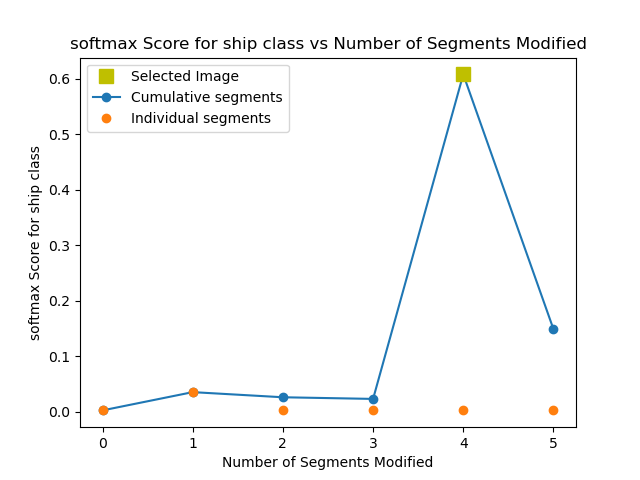 softmax Score for ship class vs Number of Segments Modified
Selected Image
Cumulative segments
Individual segments
softmax Score for ship class
0.6
0.5
0.4
0.3
0.2
0.1
0.0
0 1 2 3 4 5
Number of Segments Modified